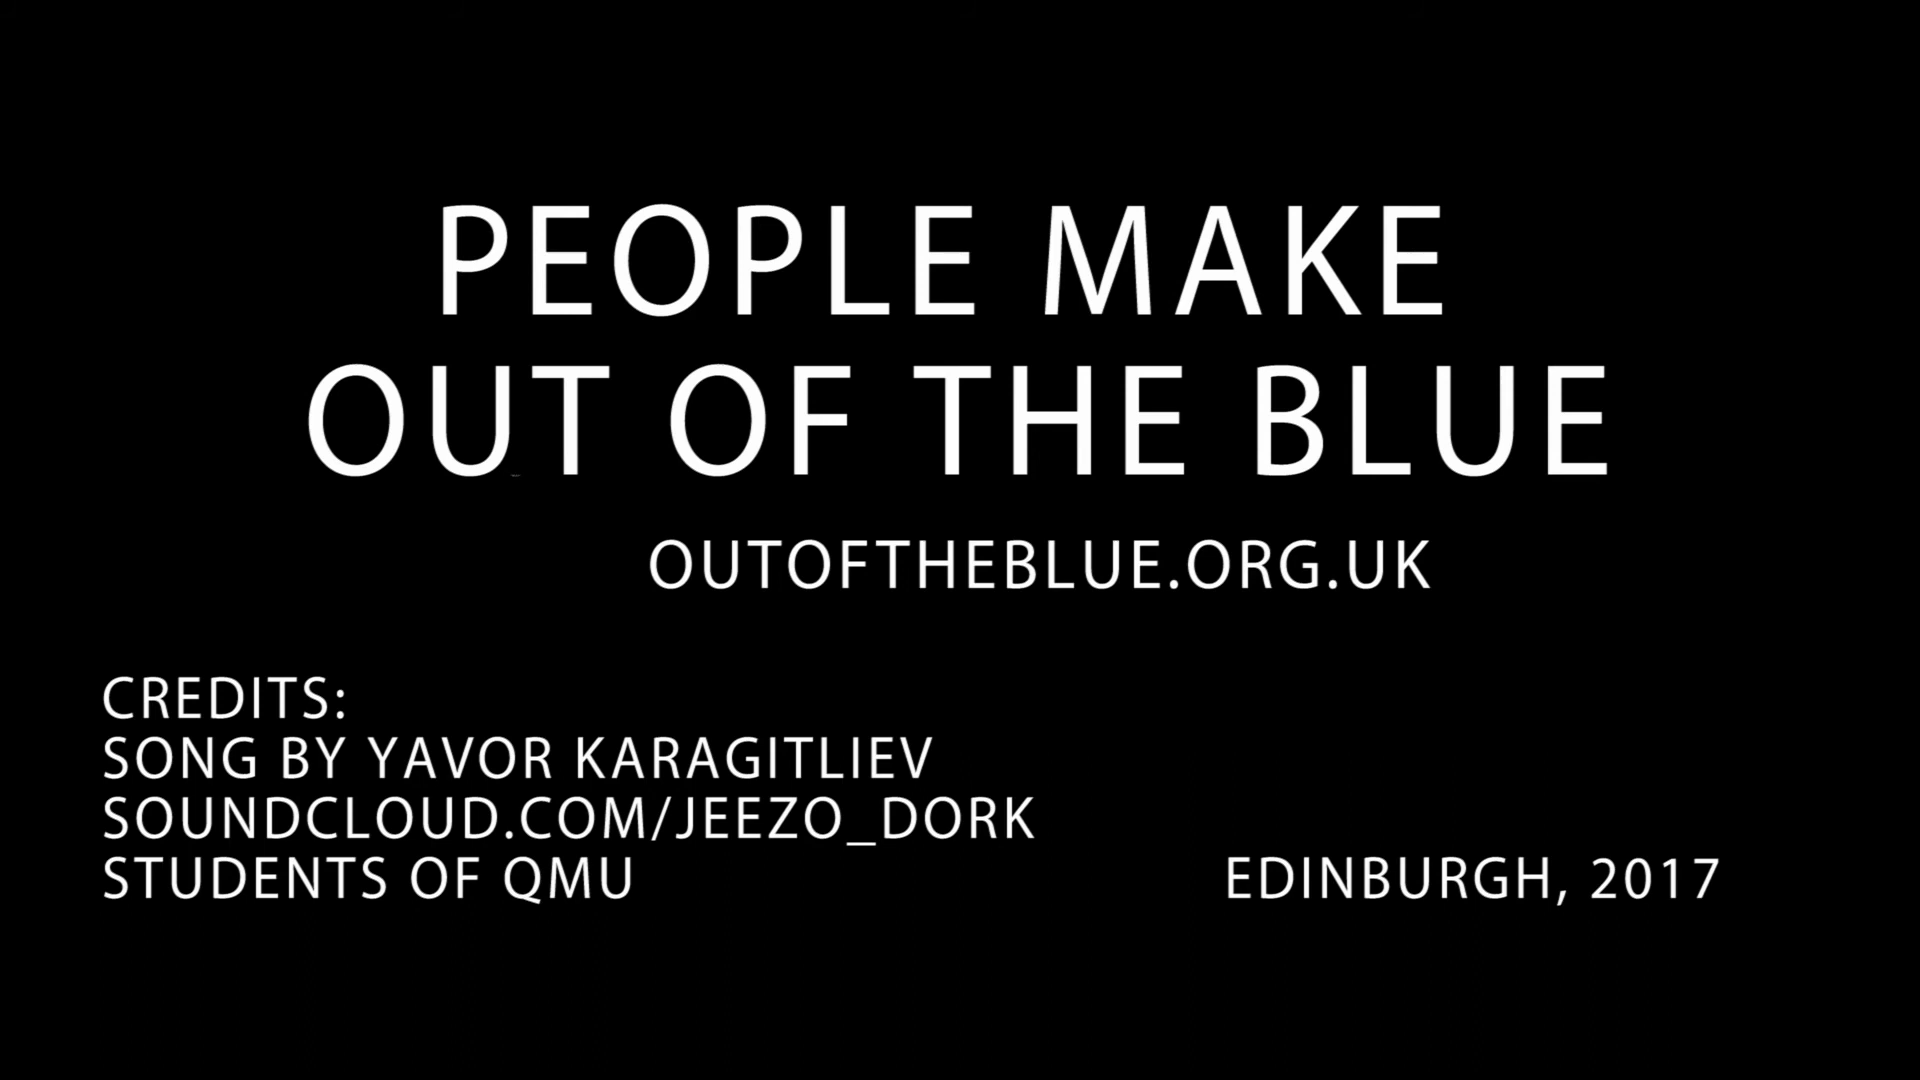 PEOPLE MAKE
OUT OF THE BLUE
OUTOFTHEBLUE.ORG.UK
CREDITS:
SONG BY YAVOR KARAGITLIEV
SOUNDCLOUD.COM/JEEZO_DORK
STUDENTS OF QMU
EDINBURGH, 2017